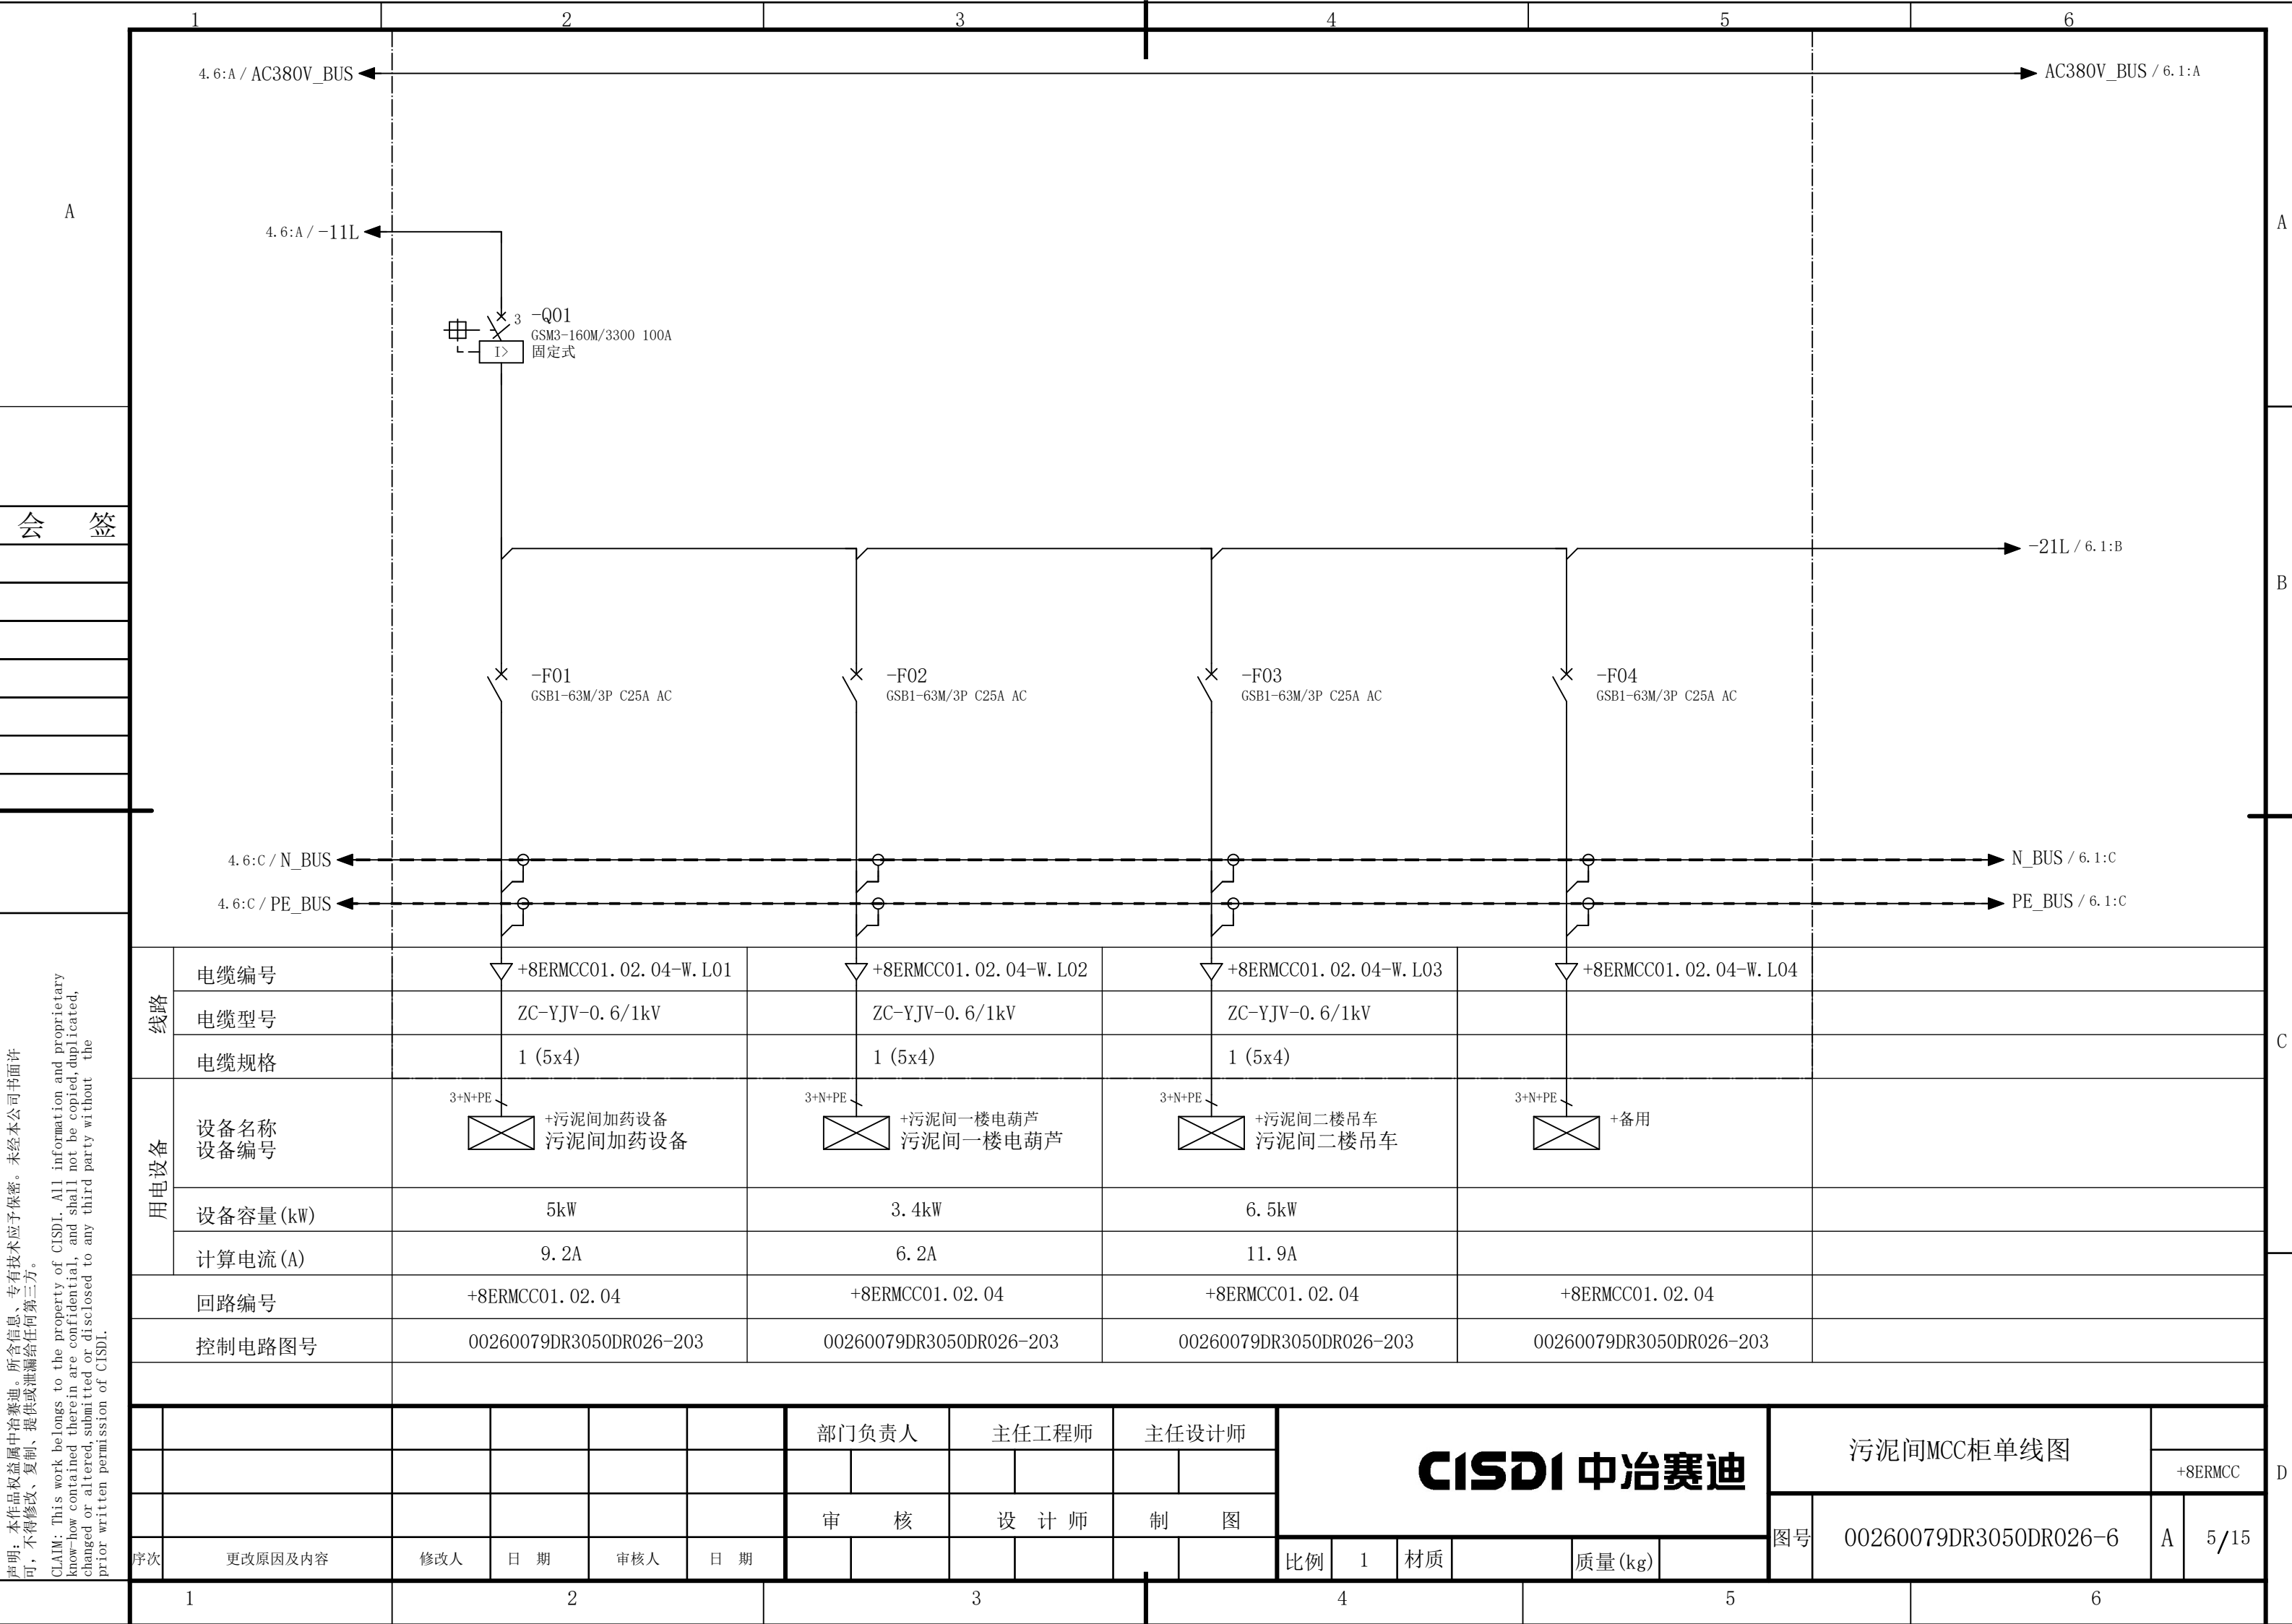 1 2 3 4 5 6
4.6:A / AC380V_BUS
AC380V_BUS / 6.1:A
A
A
4.6:A / -11L
3
-Q01
GSM3-160M/3300 100A
I>
固定式
会 签
-21L / 6.1:B
B
-F01
GSB1-63M/3P C25A AC
-F02
GSB1-63M/3P C25A AC
-F03
GSB1-63M/3P C25A AC
-F04
GSB1-63M/3P C25A AC
4.6:C / N_BUS
N_BUS / 6.1:C
4.6:C / PE_BUS
PE_BUS / 6.1:C
线路
电缆编号 +8ERMCC01.02.04-W.L01 +8ERMCC01.02.04-W.L02 +8ERMCC01.02.04-W.L03 +8ERMCC01.02.04-W.L04
电缆型号 ZC-YJV-0.6/1kV ZC-YJV-0.6/1kV ZC-YJV-0.6/1kV
电缆规格 1 (5x4) 1 (5x4) 1 (5x4)
C
用电设备
设备名称
设备编号
3+N+PE
+污泥间加药设备
污泥间加药设备
3+N+PE
+污泥间一楼电葫芦
污泥间一楼电葫芦
3+N+PE
+污泥间二楼吊车
污泥间二楼吊车
3+N+PE
+备用
设备容量(kW) 5kW 3.4kW 6.5kW
计算电流(A) 9.2A 6.2A 11.9A
回路编号 +8ERMCC01.02.04 +8ERMCC01.02.04 +8ERMCC01.02.04 +8ERMCC01.02.04
控制电路图号 00260079DR3050DR026-203 00260079DR3050DR026-203 00260079DR3050DR026-203 00260079DR3050DR026-203
声明：本作品权益属中冶赛迪。所含信息、专有技术应予保密。未经本公司书面许
可，不得修改、复制、提供或泄漏给任何第三方。
CLAIM: This work belongs to the property of CISDI. All information and proprietary
know-how contained therein are confidential, and shall not be copied,duplicated,
changed or altered,submitted or disclosed to any third party without the
prior written permission of CISDI.
部门负责人 主任工程师 主任设计师
审 核 设 计 师 制 图
序次 更改原因及内容 修改人 日 期 审核人 日 期
CISDI 中冶赛迪
比例 1 材质 质量(kg)
污泥间MCC柜单线图
+8ERMCC
D
图号 00260079DR3050DR026-6 A 5/15
1 2 3 4 5 6